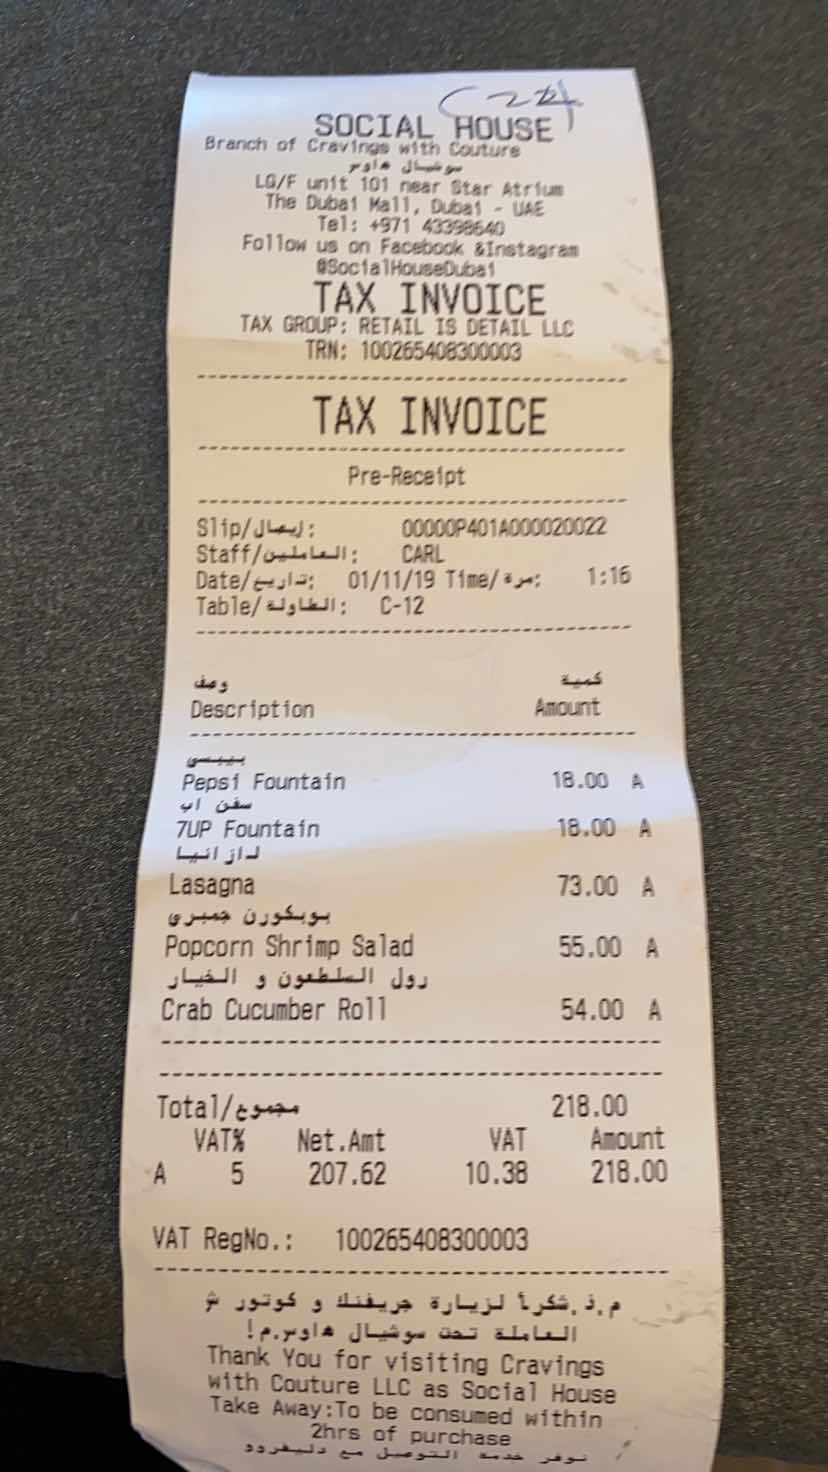 SOCIAL HOUSE
Branch of Cravings with Couture
سوشيال هاوس
LG/F unit 101 near Star Atrium
The Dubai Mall, Dubai - UAE
Tel: +971 43398640
Follow us on Facebook &Instagram
@SocialHouseDubai
TAX INVOICE
TAX GROUP: RETAIL IS DETAIL LLC
TRN: 100265408300003
TAX INVOICE
Pre-Receipt
Slip/إيصال: 00000P401A000020022
Staff/العاملين: CARL
Date/تاريخ: 01/11/19 Time/مرة: 1:16
Table/الطاولة: C-12
وصف كمية
Description Amount
بيبسي
Pepsi Fountain 18.00 A
سفن اب
7UP Fountain 18.00 A
لازانيا
Lasagna 73.00 A
بوبكورن جمبري
Popcorn Shrimp Salad 55.00 A
رول السلطعون و الخيار
Crab Cucumber Roll 54.00 A
Total/مجموع 218.00
VAT% Net.Amt VAT Amount
A 5 207.62 10.38 218.00
VAT RegNo.: 100265408300003
م.ذ.شكراً لزيارة جريفنك و كوتور ش
العاملة تحت سوشيال هاوس.م!
Thank You for visiting Cravings
with Couture LLC as Social House
Take Away:To be consumed within
2hrs of purchase
نوفر خدمة التوصيل مع دليفروو